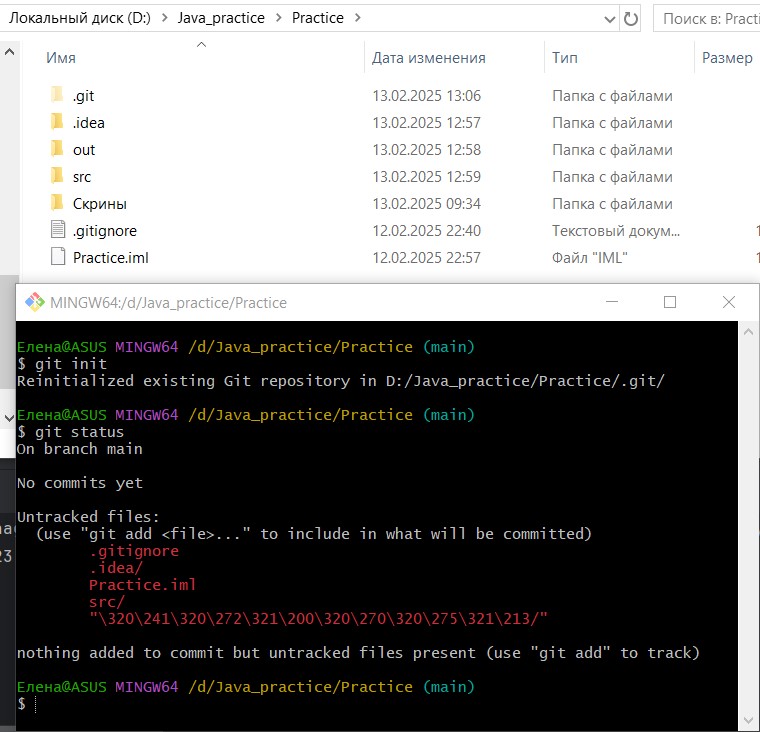 Локальный диск (D:) > Java_practice > Practice >
Поиск в: Practi
Имя Дата изменения Тип Размер
.git 13.02.2025 13:06 Папка с файлами
.idea 13.02.2025 12:57 Папка с файлами
out 13.02.2025 12:58 Папка с файлами
src 13.02.2025 12:59 Папка с файлами
Скрины 13.02.2025 09:34 Папка с файлами
.gitignore 12.02.2025 22:40 Текстовый докум... 1
Practice.iml 12.02.2025 22:57 Файл "IML" 1
MINGW64:/d/Java_practice/Practice
Елена@ASUS MINGW64 /d/Java_practice/Practice (main)
$ git init
Reinitialized existing Git repository in D:/Java_practice/Practice/.git/
Елена@ASUS MINGW64 /d/Java_practice/Practice (main)
$ git status
On branch main
No commits yet
Untracked files:
(use "git add <file>..." to include in what will be committed)
.gitignore
.idea/
Practice.iml
src/
"\320\241\320\272\321\200\320\270\320\275\321\213/"
nothing added to commit but untracked files present (use "git add" to track)
Елена@ASUS MINGW64 /d/Java_practice/Practice (main)
$
23